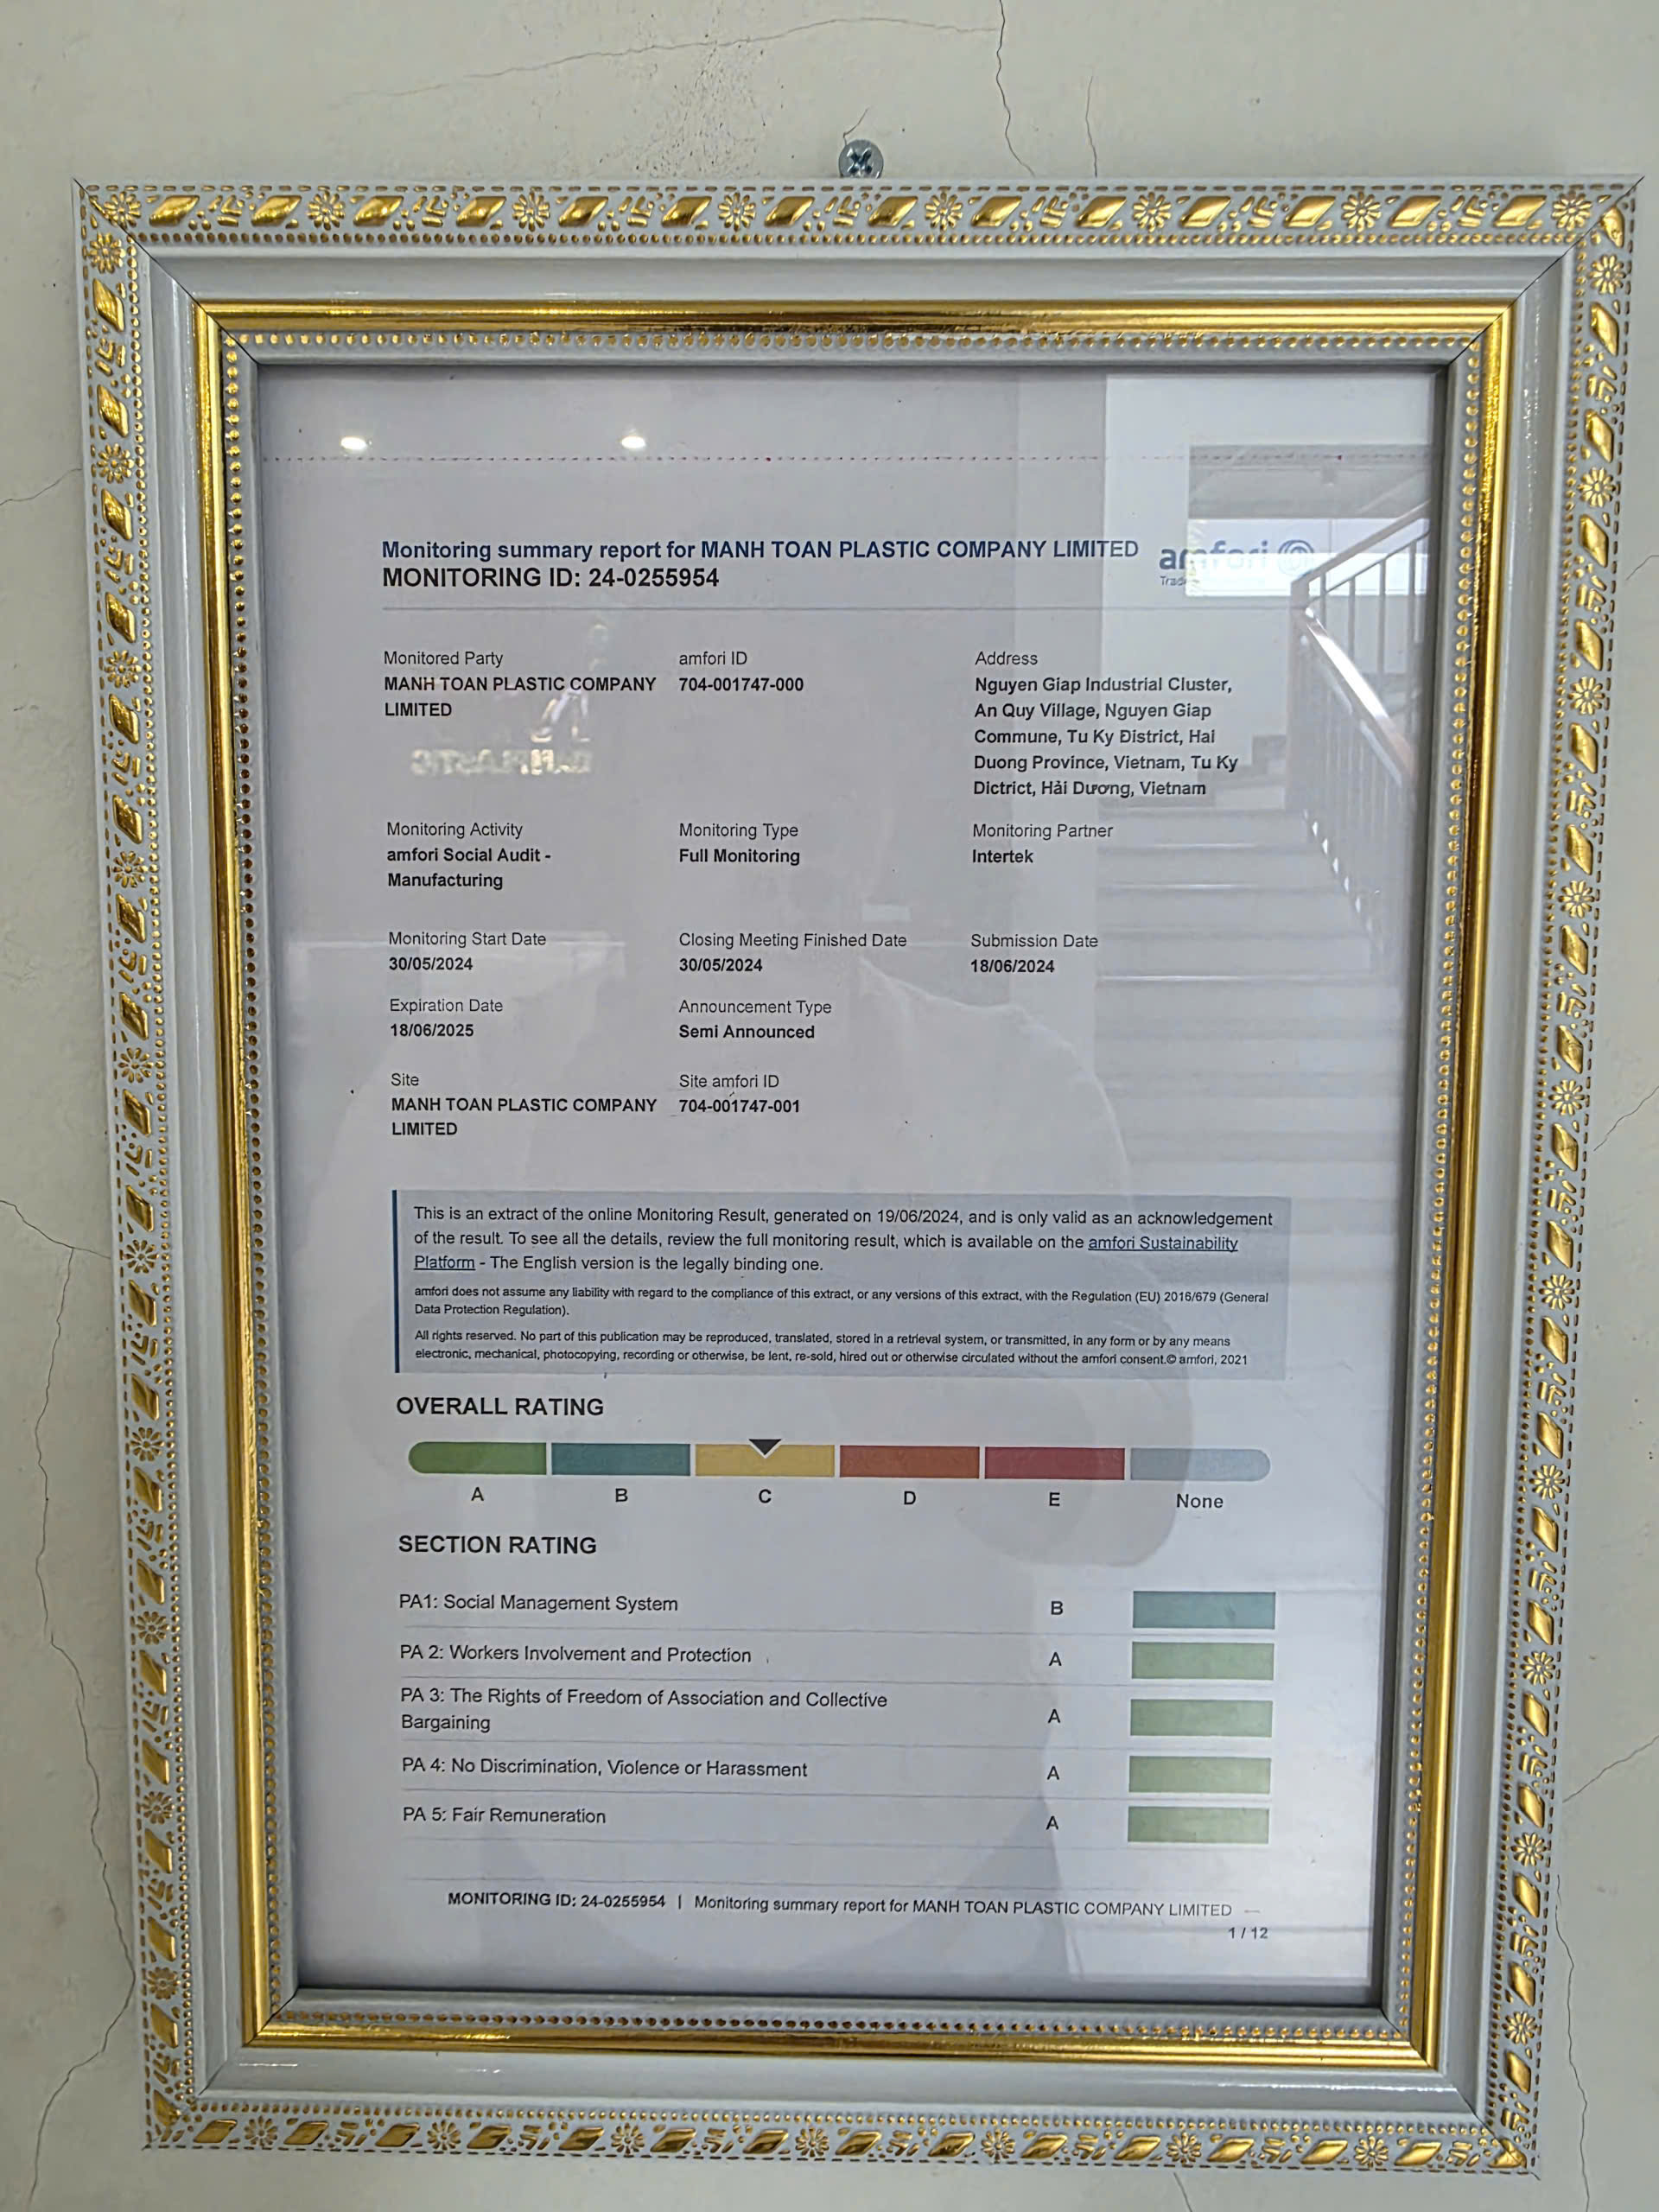 Monitoring summary report for MANH TOAN PLASTIC COMPANY LIMITED
MONITORING ID: 24-0255954
amfori
Monitored Party
MANH TOAN PLASTIC COMPANY
LIMITED
amfori ID
704-001747-000
Address
Nguyen Giap Industrial Cluster,
An Quy Village, Nguyen Giap
Commune, Tu Ky District, Hai
Duong Province, Vietnam, Tu Ky
Dictrict, Hải Dương, Vietnam
Monitoring Activity
amfori Social Audit -
Manufacturing
Monitoring Type
Full Monitoring
Monitoring Partner
Intertek
Monitoring Start Date
30/05/2024
Closing Meeting Finished Date
30/05/2024
Submission Date
18/06/2024
Expiration Date
18/06/2025
Announcement Type
Semi Announced
Site
MANH TOAN PLASTIC COMPANY
LIMITED
Site amfori ID
704-001747-001
This is an extract of the online Monitoring Result, generated on 19/06/2024, and is only valid as an acknowledgement
of the result. To see all the details, review the full monitoring result, which is available on the amfori Sustainability
Platform - The English version is the legally binding one.
amfori does not assume any liability with regard to the compliance of this extract, or any versions of this extract, with the Regulation (EU) 2016/679 (General
Data Protection Regulation).
All rights reserved. No part of this publication may be reproduced, translated, stored in a retrieval system, or transmitted, in any form or by any means
electronic, mechanical, photocopying, recording or otherwise, be lent, re-sold, hired out or otherwise circulated without the amfori consent.© amfori, 2021
OVERALL RATING
A B C D E None
SECTION RATING
PA1: Social Management System B
PA 2: Workers Involvement and Protection A
PA 3: The Rights of Freedom of Association and Collective
Bargaining A
PA 4: No Discrimination, Violence or Harassment A
PA 5: Fair Remuneration A
MONITORING ID: 24-0255954 | Monitoring summary report for MANH TOAN PLASTIC COMPANY LIMITED —
1 / 12